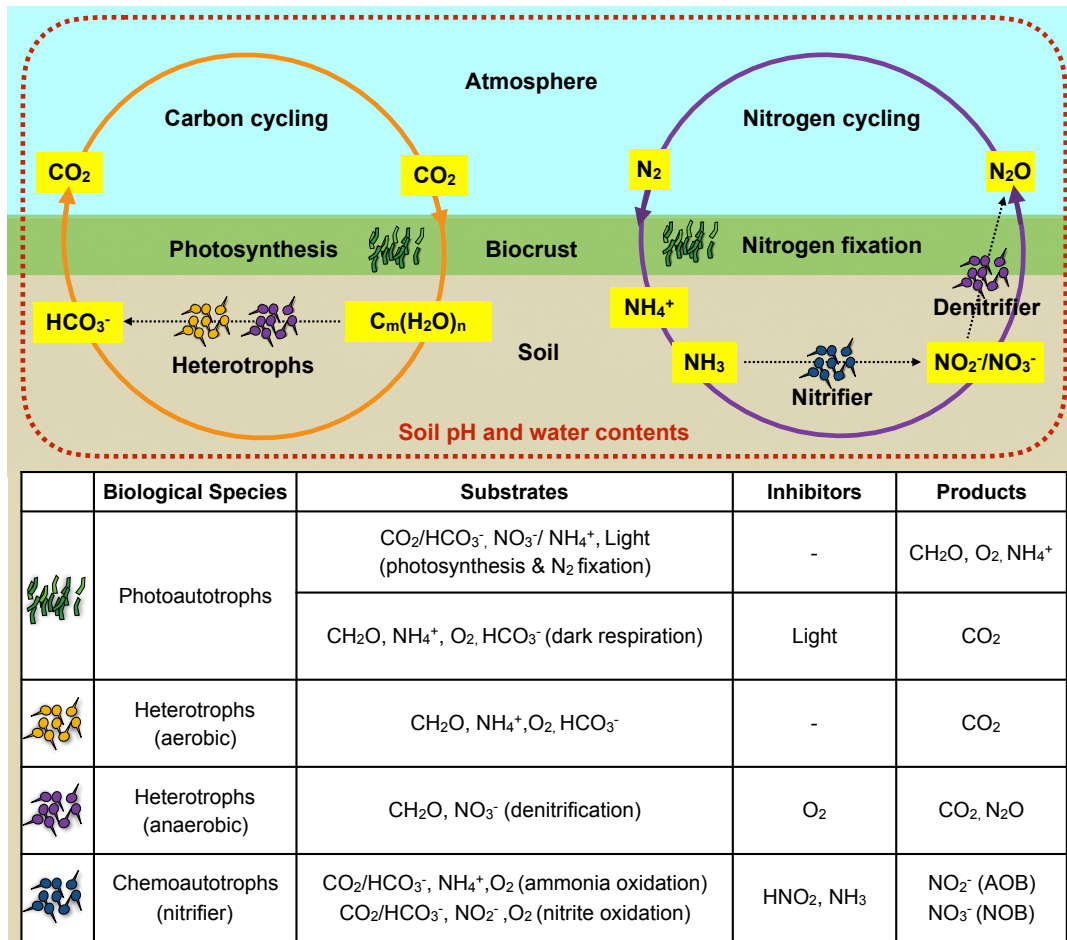 Atmosphere
Carbon cycling
Nitrogen cycling
CO₂
CO₂
N₂
N₂O
Photosynthesis
Biocrust
Nitrogen fixation
HCO₃⁻
Cₘ(H₂O)ₙ
Heterotrophs
Soil
NH₄⁺
NH₃
Denitrifier
NO₂⁻/NO₃⁻
Nitrifier
Soil pH and water contents
Biological Species Substrates Inhibitors Products
Photoautotrophs
CO₂/HCO₃⁻, NO₃⁻/ NH₄⁺, Light
(photosynthesis & N₂ fixation)
-
CH₂O, O₂, NH₄⁺
CH₂O, NH₄⁺, O₂, HCO₃⁻ (dark respiration)
Light
CO₂
Heterotrophs
(aerobic)
CH₂O, NH₄⁺,O₂, HCO₃⁻
-
CO₂
Heterotrophs
(anaerobic)
CH₂O, NO₃⁻ (denitrification)
O₂
CO₂, N₂O
Chemoautotrophs
(nitrifier)
CO₂/HCO₃⁻, NH₄⁺,O₂ (ammonia oxidation)
CO₂/HCO₃⁻, NO₂⁻ ,O₂ (nitrite oxidation)
HNO₂, NH₃
NO₂⁻ (AOB)
NO₃⁻ (NOB)